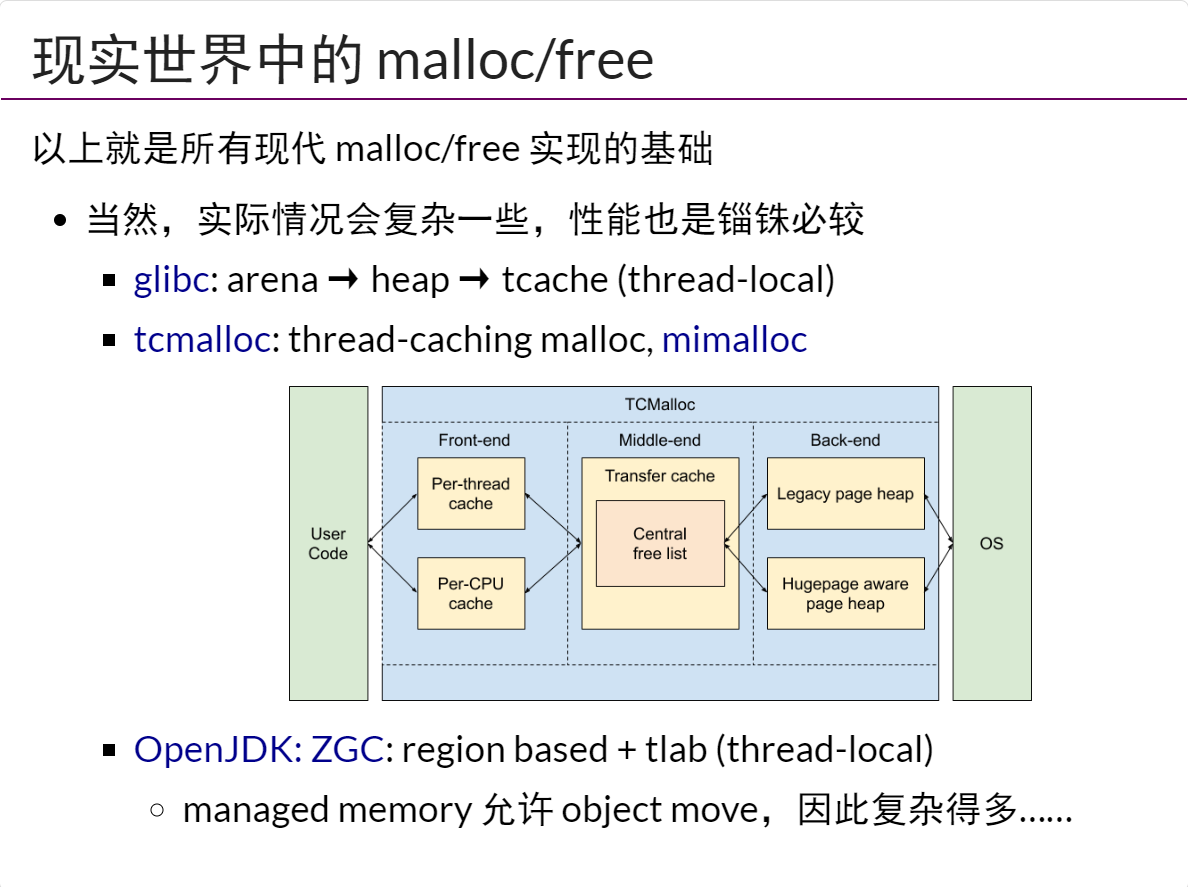 现实世界中的 malloc/free
以上就是所有现代 malloc/free 实现的基础
• 当然，实际情况会复杂一些，性能也是锱铢必较
▪ glibc: arena → heap → tcache (thread-local)
▪ tcmalloc: thread-caching malloc, mimalloc
TCMalloc
Front-end
Middle-end
Back-end
User
Code
Per-thread
cache
Per-CPU
cache
Transfer cache
Central
free list
Legacy page heap
Hugepage aware
page heap
OS
▪ OpenJDK: ZGC: region based + tlab (thread-local)
◦ managed memory 允许 object move，因此复杂得多......